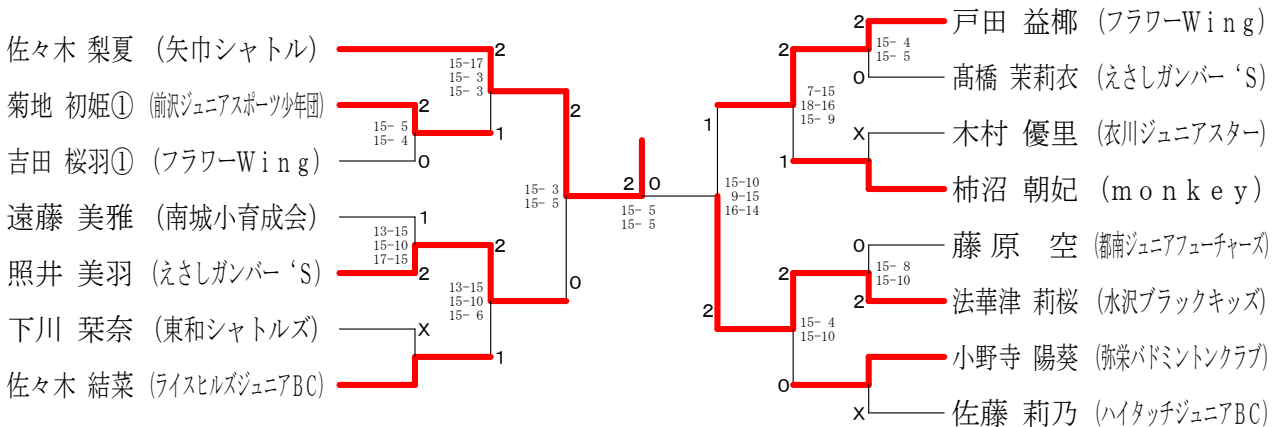 佐々木 梨夏 (矢巾シャトル)
菊地 初姫① (前沢ジュニアスポーツ少年団)
吉田 桜羽① (フラワーWing)
遠藤 美雅 (南城小育成会)
照井 美羽 (えさしガンバー‘S)
下川 栞奈 (東和シャトルズ)
佐々木 結菜 (ライスヒルズジュニアBC)
2
15-17
15- 3
15- 3
2
15- 5
15- 4
0
1
1
13-15
15-10
17-15
2
2
13-15
15-10
15- 6
X
1
2
15- 3
15- 5
0
2 0
15- 5
15- 5
1
15-10
9-15
16-14
2
2
7-15
18-16
15- 9
1
2
15- 4
15- 5
0
X
2
15- 4
15-10
0
0
15- 8
15-10
2
X
戸田 益椰 (フラワーWing)
髙橋 茉莉衣 (えさしガンバー‘S)
木村 優里 (衣川ジュニアスター)
柿沼 朝妃 (monkey)
藤原 空 (都南ジュニアフューチャーズ)
法華津 莉桜 (水沢ブラックキッズ)
小野寺 陽葵 (弥栄バドミントンクラブ)
佐藤 莉乃 (ハイタッチジュニアBC)